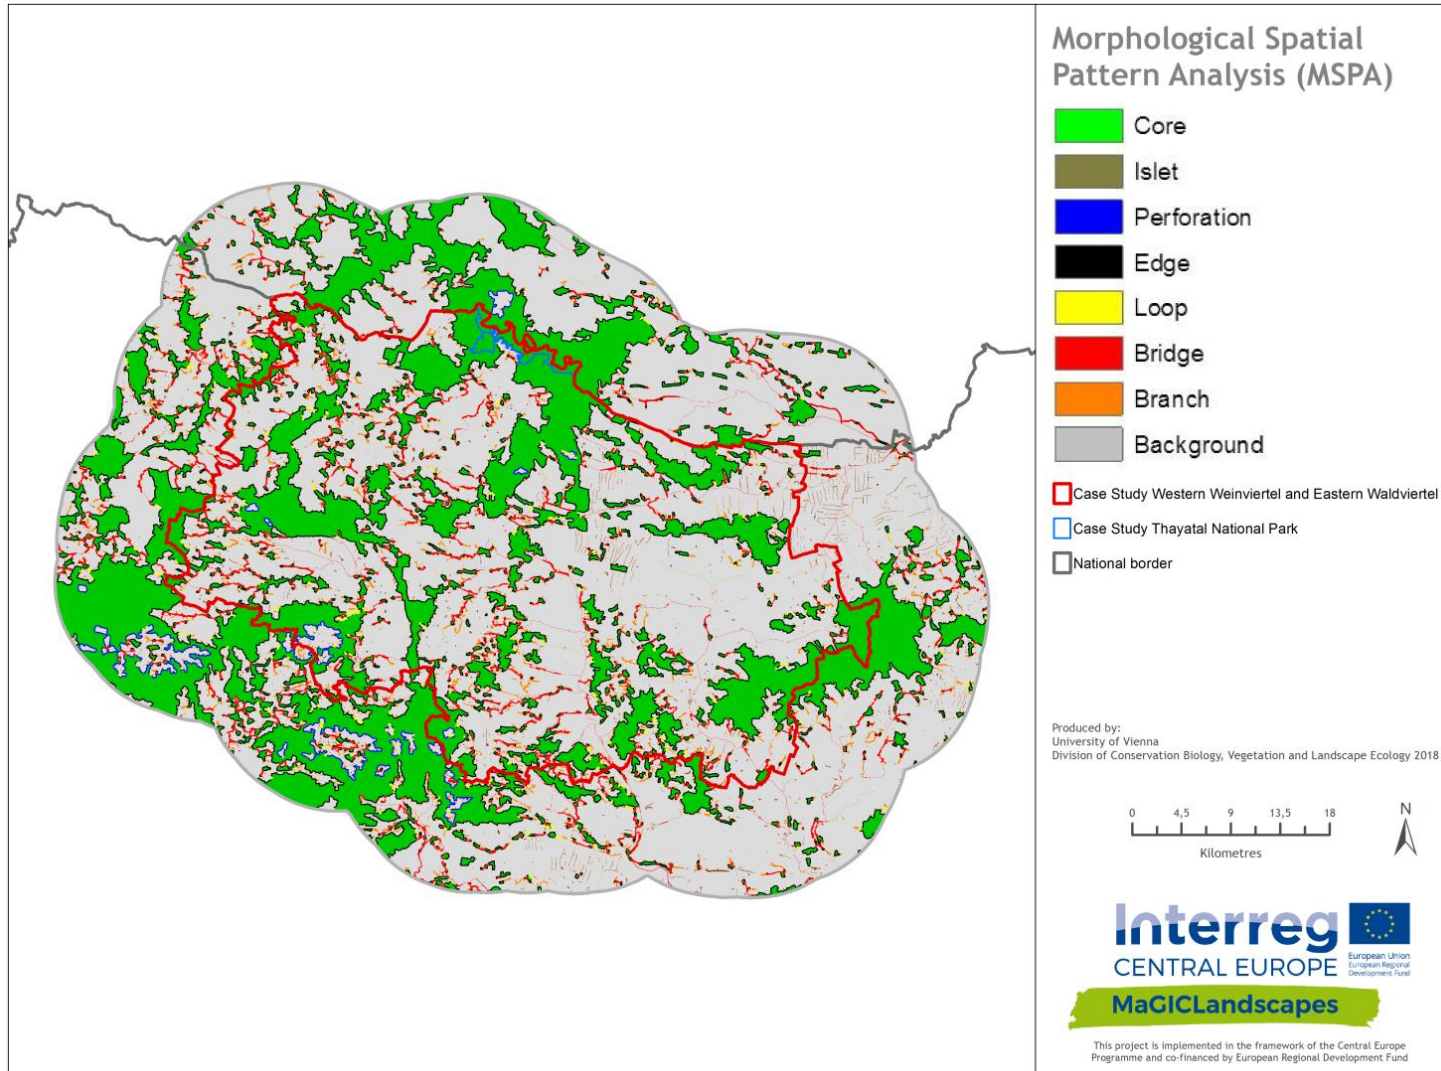 Morphological Spatial
Pattern Analysis (MSPA)
Core
Islet
Perforation
Edge
Loop
Bridge
Branch
Background
Case Study Western Weinviertel and Eastern Waldviertel
Case Study Thayatal National Park
National border
Produced by:
University of Vienna
Division of Conservation Biology, Vegetation and Landscape Ecology 2018
0 4,5 9 13,5 18
Kilometres
N
Interreg
CENTRAL EUROPE
European Union
European Regional
Development Fund
MaGICLandscapes
This project is implemented in the framework of the Central Europe
Programme and co-financed by European Regional Development Fund